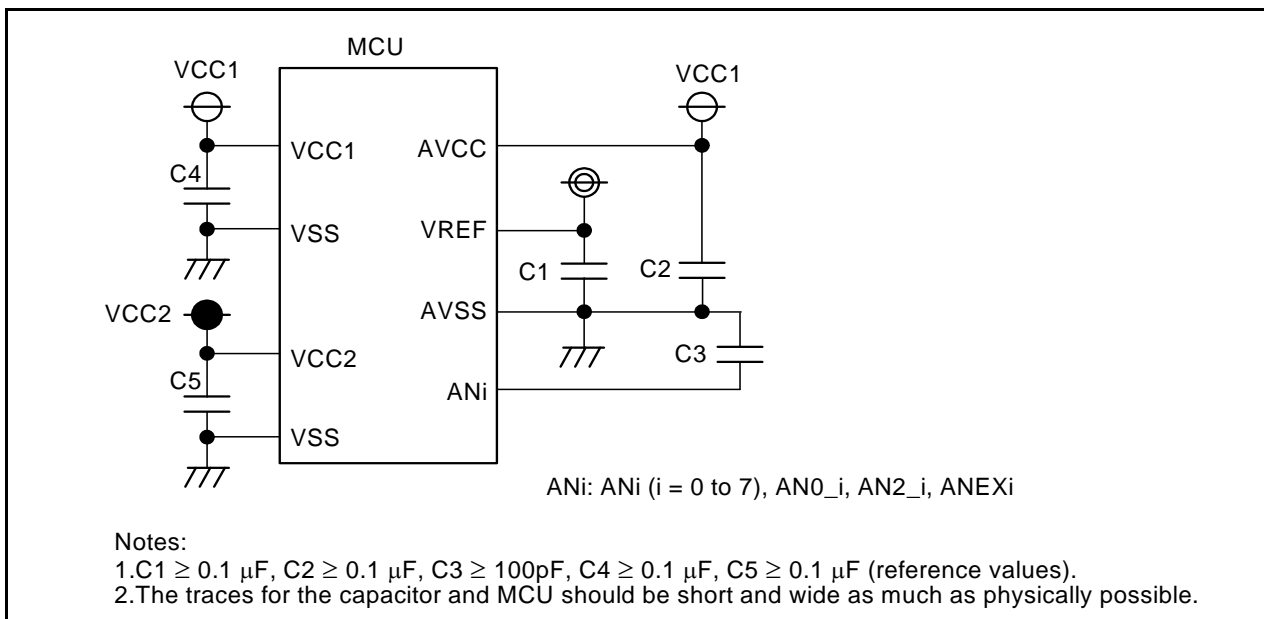 MCU
VCC1
VCC1
VCC1
AVCC
C4
VSS
VREF
C1
C2
VCC2
AVSS
VCC2
C3
C5
ANi
VSS
ANi: ANi (i = 0 to 7), AN0_i, AN2_i, ANEXi
Notes:
1.C1 ≥ 0.1 μF, C2 ≥ 0.1 μF, C3 ≥ 100pF, C4 ≥ 0.1 μF, C5 ≥ 0.1 μF (reference values).
2.The traces for the capacitor and MCU should be short and wide as much as physically possible.